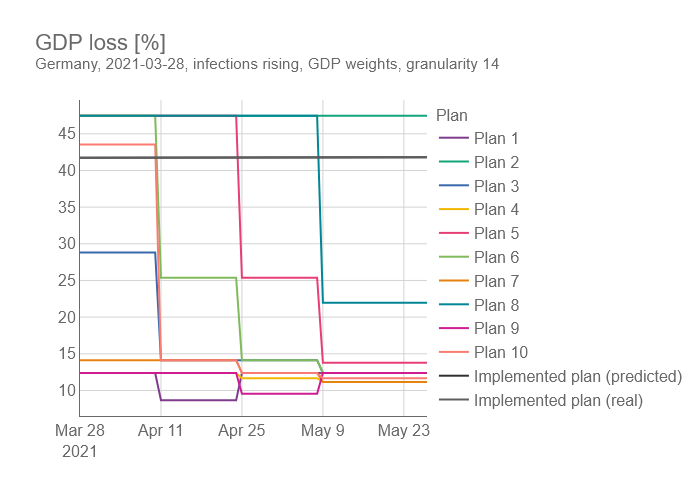 GDP loss [%]
Germany, 2021-03-28, infections rising, GDP weights, granularity 14
Plan
45
40
35
30
25
20
15
10
Mar 28
2021
Apr 11
Apr 25
May 9
May 23
Plan 1
Plan 2
Plan 3
Plan 4
Plan 5
Plan 6
Plan 7
Plan 8
Plan 9
Plan 10
Implemented plan (predicted)
Implemented plan (real)